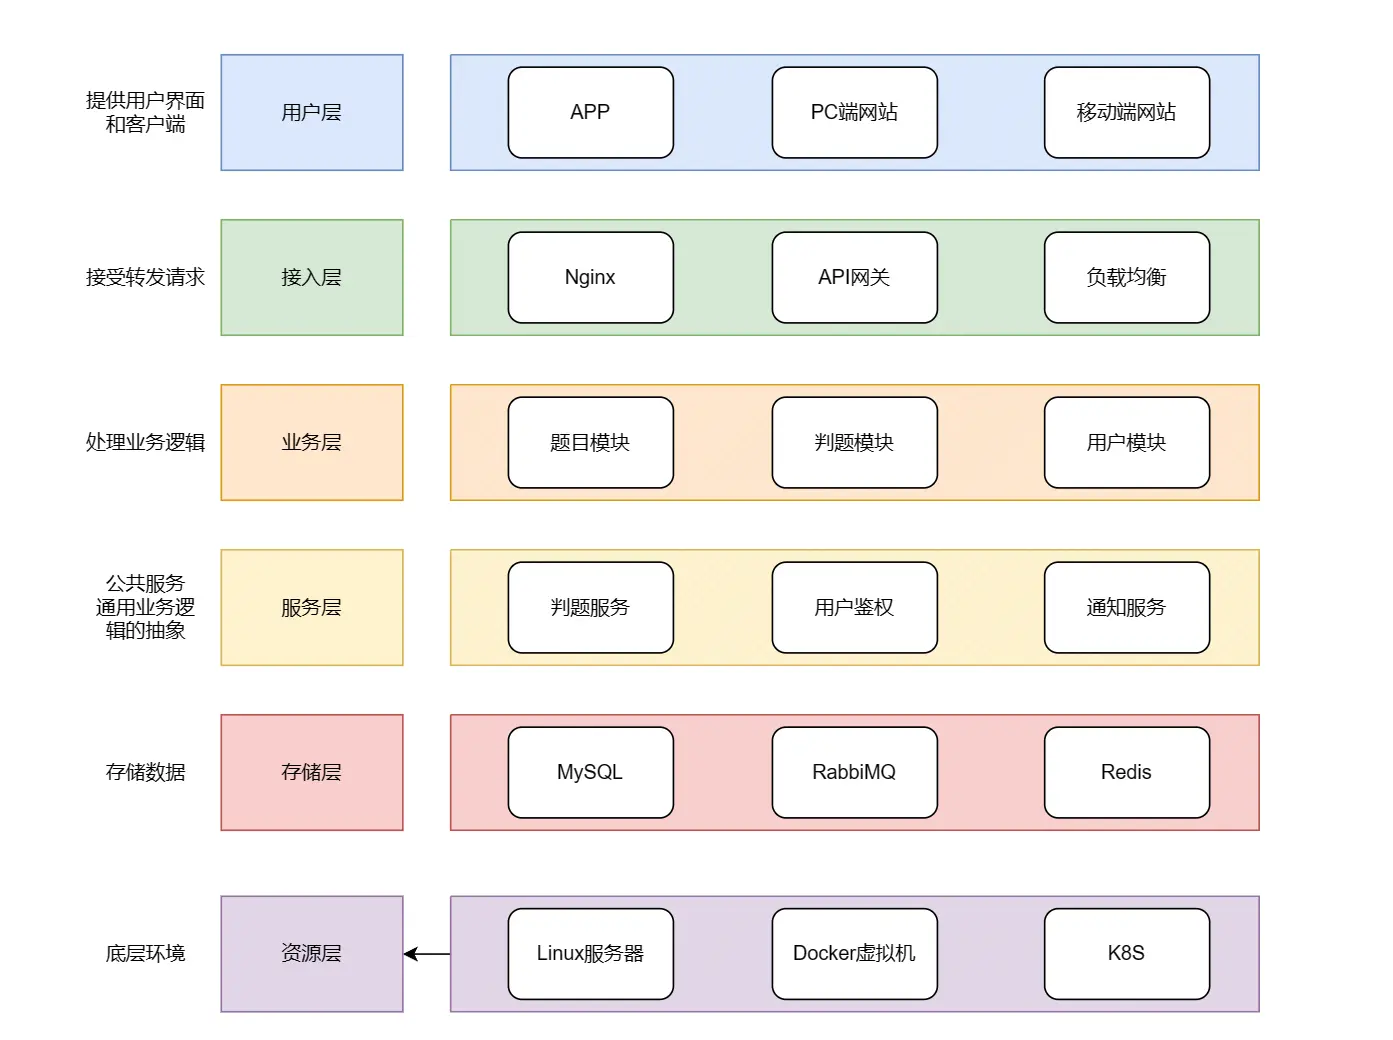 提供用户界面
和客户端
用户层
APP
PC端网站
移动端网站
接受转发请求
接入层
Nginx
API网关
负载均衡
处理业务逻辑
业务层
题目模块
判题模块
用户模块
公共服务
通用业务逻
辑的抽象
服务层
判题服务
用户鉴权
通知服务
存储数据
存储层
MySQL
RabbiMQ
Redis
底层环境
资源层
Linux服务器
Docker虚拟机
K8S